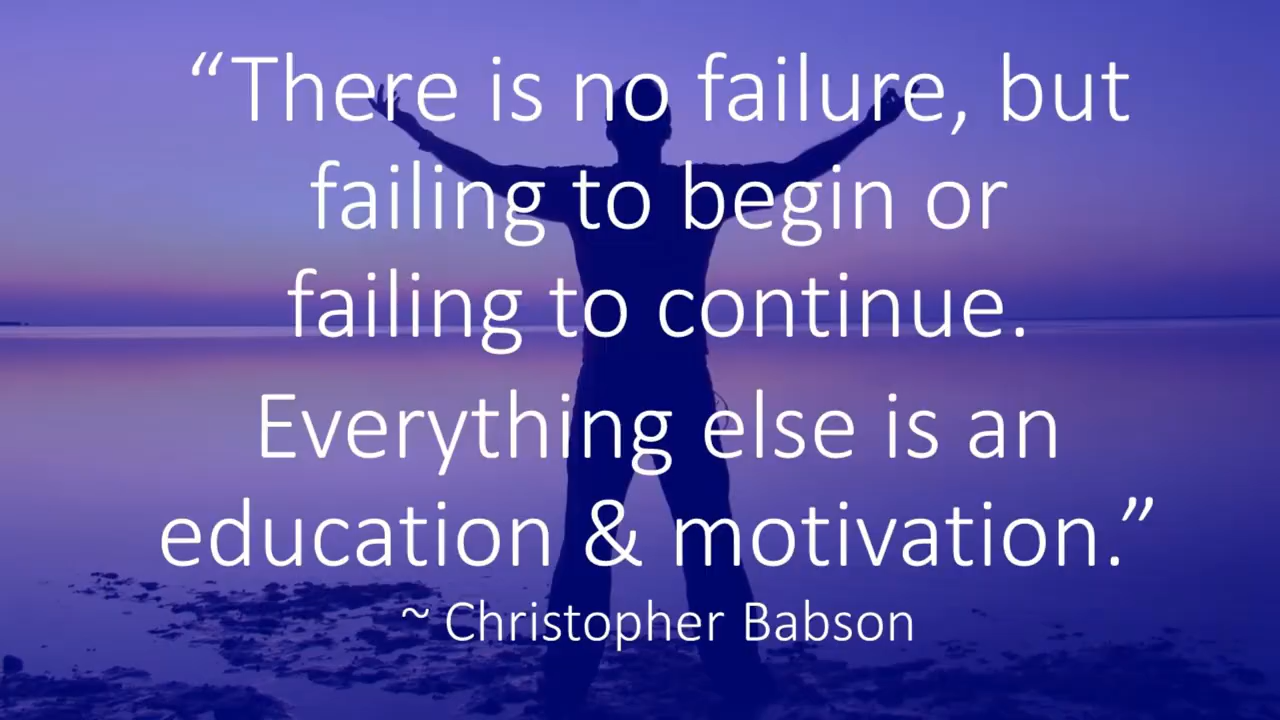 “There is no failure, but
failing to begin or
failing to continue.
Everything else is an
education & motivation.”
~ Christopher Babson